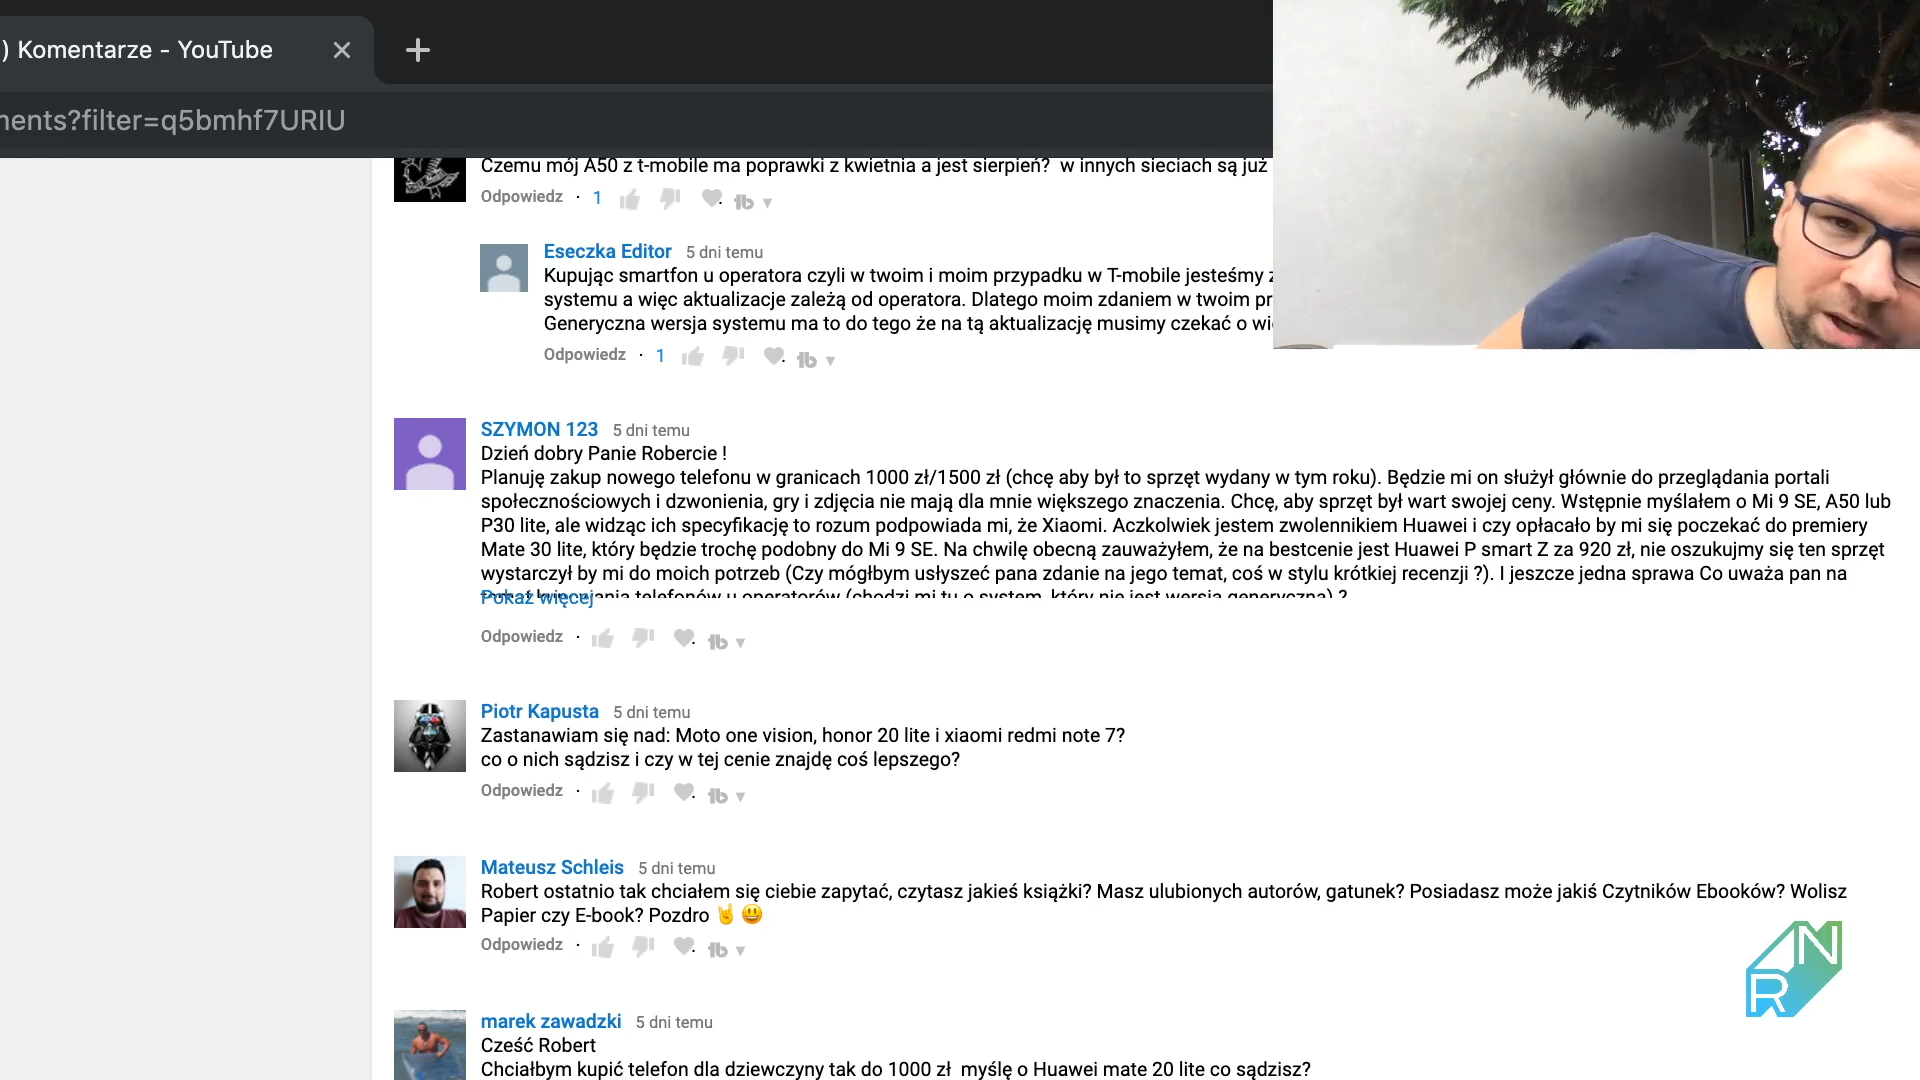 ) Komentarze - YouTube
nents?filter=q5bmhf7URIU
Czemu mój A50 z t-mobile ma poprawki z kwietnia a jest sierpień? w innych sieciach są już
Odpowiedz · 1
Eseczka Editor 5 dni temu
Kupując smartfon u operatora czyli w twoim i moim przypadku w T-mobile jesteśmy z
systemu a więc aktualizacje zależą od operatora. Dlatego moim zdaniem w twoim pr
Generyczna wersja systemu ma to do tego że na tą aktualizację musimy czekać o wi
Odpowiedz · 1
SZYMON 123 5 dni temu
Dzień dobry Panie Robercie !
Planuję zakup nowego telefonu w granicach 1000 zł/1500 zł (chcę aby był to sprzęt wydany w tym roku). Będzie mi on służył głównie do przeglądania portali
społecznościowych i dzwonienia, gry i zdjęcia nie mają dla mnie większego znaczenia. Chcę, aby sprzęt był wart swojej ceny. Wstępnie myślałem o Mi 9 SE, A50 lub
P30 lite, ale widząc ich specyfikację to rozum podpowiada mi, że Xiaomi. Aczkolwiek jestem zwolennikiem Huawei i czy opłacało by mi się poczekać do premiery
Mate 30 lite, który będzie trochę podobny do Mi 9 SE. Na chwilę obecną zauważyłem, że na bestcenie jest Huawei P smart Z za 920 zł, nie oszukujmy się ten sprzęt
wystarczył by mi do moich potrzeb (Czy mógłbym usłyszeć pana zdanie na jego temat, coś w stylu krótkiej recenzji ?). I jeszcze jedna sprawa Co uważa pan na
telefonów u operatorów (chodzi mi tu o system, który nie jest wersją generyczną) ?
Pokaż więcej
Odpowiedz ·
Piotr Kapusta 5 dni temu
Zastanawiam się nad: Moto one vision, honor 20 lite i xiaomi redmi note 7?
co o nich sądzisz i czy w tej cenie znajdę coś lepszego?
Odpowiedz ·
Mateusz Schleis 5 dni temu
Robert ostatnio tak chciałem się ciebie zapytać, czytasz jakieś książki? Masz ulubionych autorów, gatunek? Posiadasz może jakiś Czytników Ebooków? Wolisz
Papier czy E-book? Pozdro 🤘 😃
Odpowiedz ·
marek zawadzki 5 dni temu
Cześć Robert
Chciałbym kupić telefon dla dziewczyny tak do 1000 zł myślę o Huawei mate 20 lite co sądzisz?
N
R